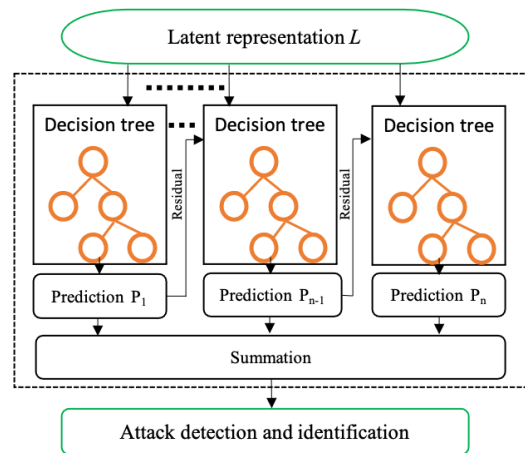 Latent representation L
Decision tree
Decision tree
Decision tree
Residual
Residual
Prediction P₁
Prediction Pₙ₋₁
Prediction Pₙ
Summation
Attack detection and identification